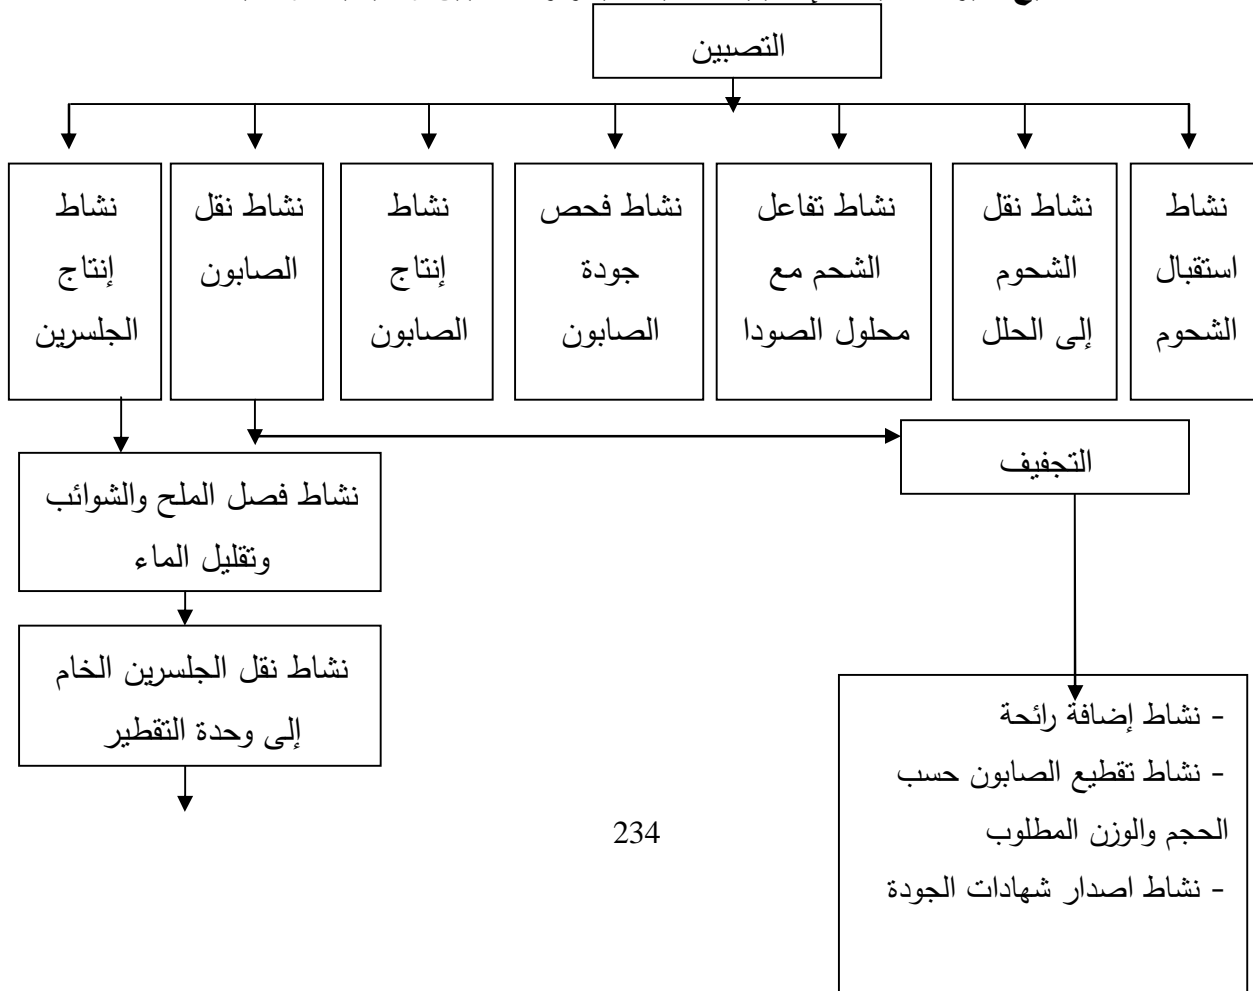 التصبين
نشاط
استقبال
الشحوم
نشاط نقل
الشحوم
إلى الحلل
نشاط تفاعل
الشحم مع
محلول الصودا
نشاط فحص
جودة
الصابون
نشاط
إنتاج
الصابون
نشاط نقل
الصابون
نشاط
إنتاج
الجلسرين
التجفيف
نشاط فصل الملح والشوائب
وتقليل الماء
نشاط نقل الجلسرين الخام
إلى وحدة التقطير
- نشاط إضافة رائحة
- نشاط تقطيع الصابون حسب
الحجم والوزن المطلوب
- نشاط اصدار شهادات الجودة
234